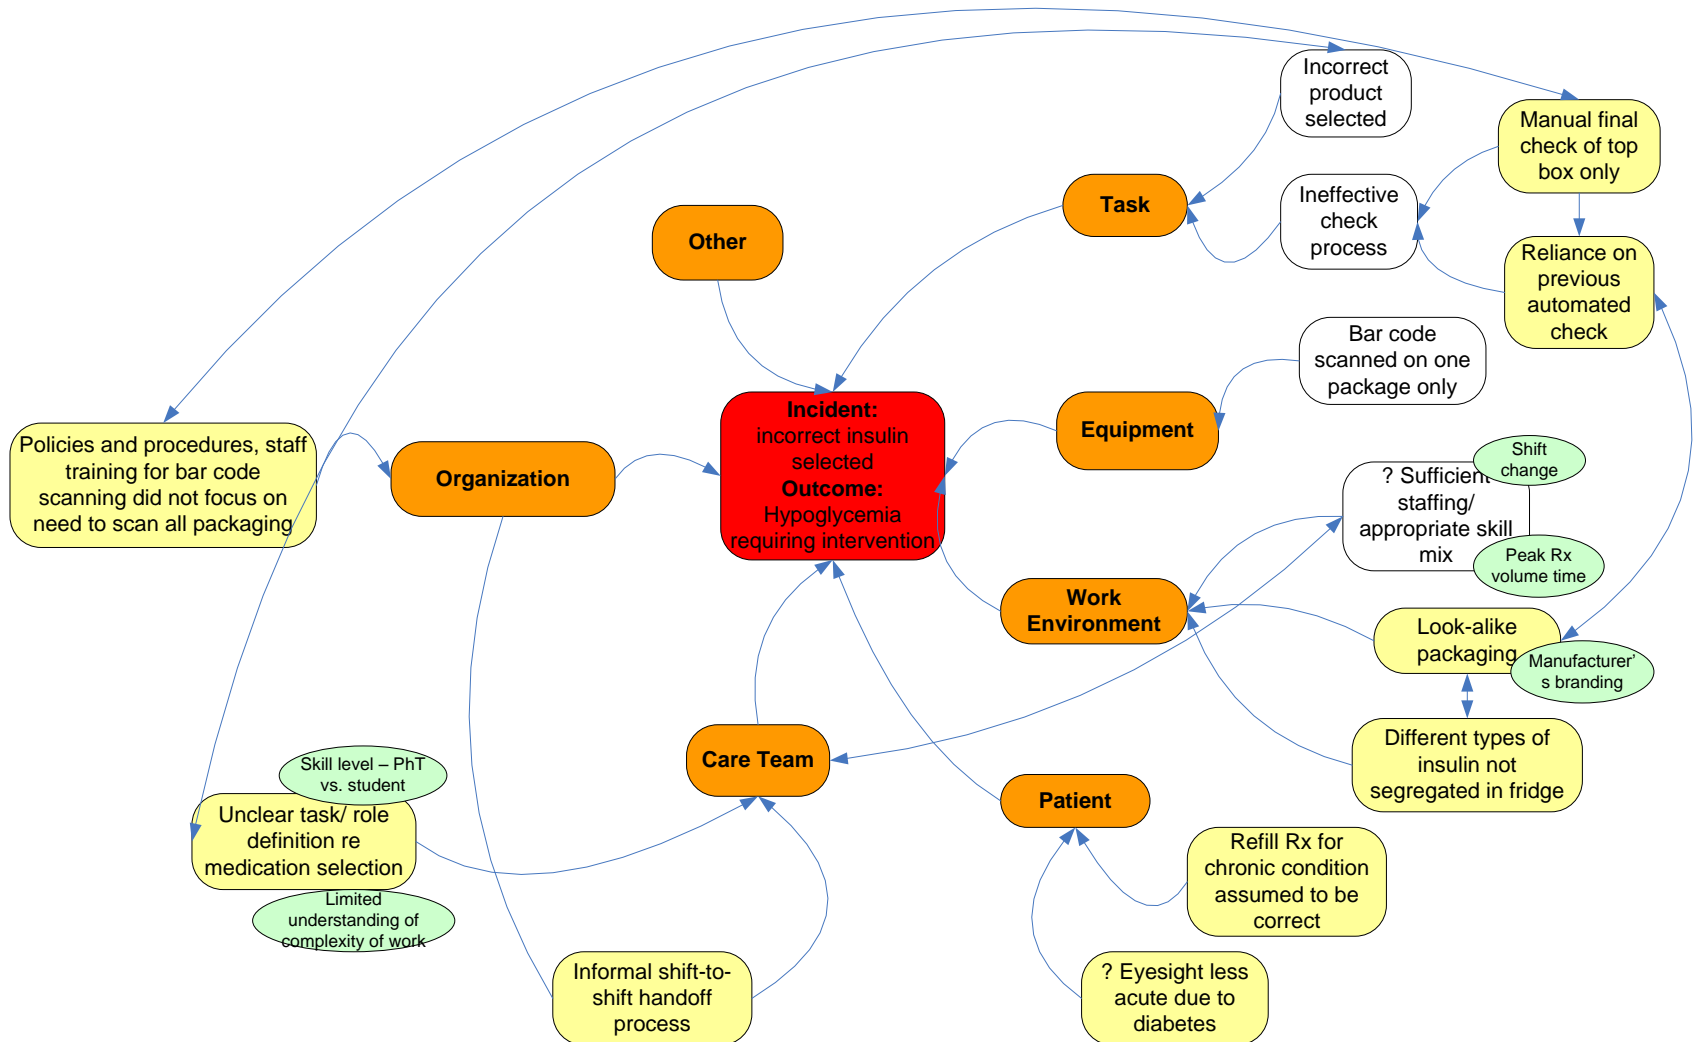 Incorrect
product
selected
Manual final
check of top
box only
Task
Ineffective
check
process
Other
Reliance on
previous
automated
check
Bar code
scanned on one
package only
Incident:
incorrect insulin
selected
Outcome:
Hypoglycemia
requiring intervention
Equipment
Policies and procedures, staff
training for bar code
scanning did not focus on
need to scan all packaging
Organization
Shift
change
? Sufficient
staffing/
appropriate skill
mix
Peak Rx
volume time
Work
Environment
Look-alike
packaging
Manufacturer'
s branding
Different types of
insulin not
segregated in fridge
Care Team
Skill level – PhT
vs. student
Unclear task/ role
definition re
medication selection
Limited
understanding of
complexity of work
Patient
Refill Rx for
chronic condition
assumed to be
correct
Informal shift-to-
shift handoff
process
? Eyesight less
acute due to
diabetes